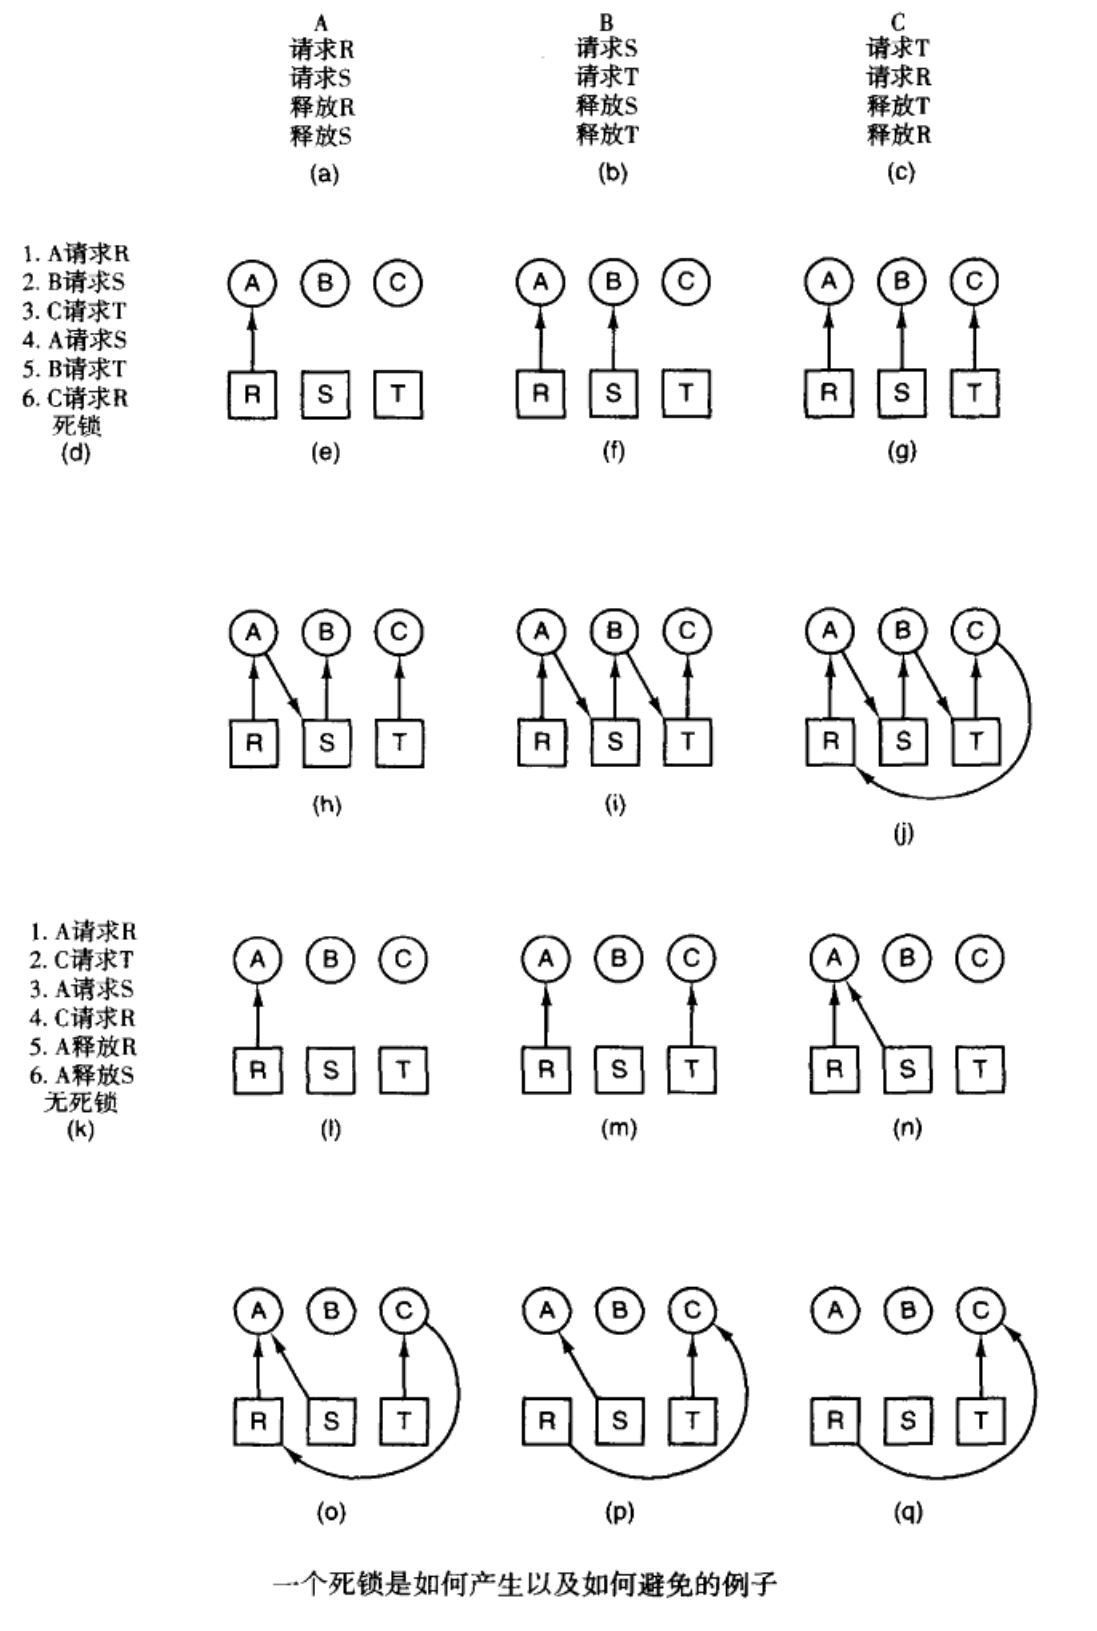 A
请求R
请求S
释放R
释放S
(a)
B
请求S
请求T
释放S
释放T
(b)
C
请求T
请求R
释放T
释放R
(c)
1. A请求R
2. B请求S
3. C请求T
4. A请求S
5. B请求T
6. C请求R
死锁
(d)
A B C
R S T
(e)
A B C
R S T
(f)
A B C
R S T
(g)
A B C
R S T
(h)
A B C
R S T
(i)
A B C
R S T
(j)
1. A请求R
2. C请求T
3. A请求S
4. C请求R
5. A释放R
6. A释放S
无死锁
(k)
A B C
R S T
(l)
A B C
R S T
(m)
A B C
R S T
(n)
A B C
R S T
(o)
A B C
R S T
(p)
A B C
R S T
(q)
一个死锁是如何产生以及如何避免的例子